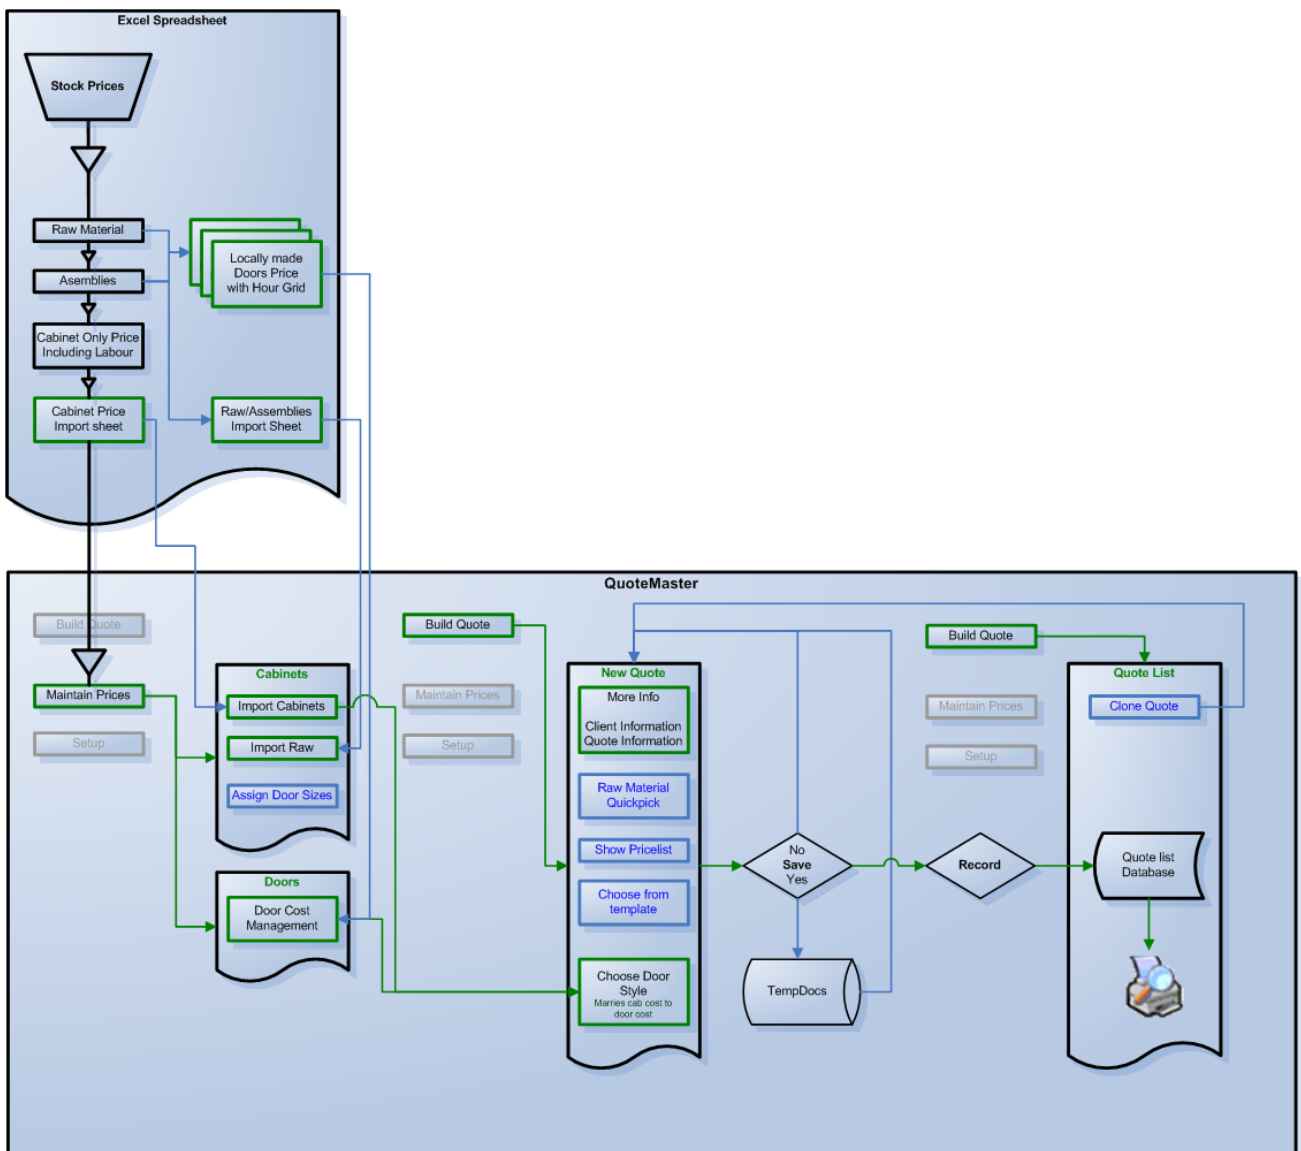 Excel Spreadsheet
Stock Prices
Raw Material
Asemblies
Cabinet Only Price
Including Labour
Cabinet Price
Import sheet
Locally made
Doors Price
with Hour Grid
Raw/Assemblies
Import Sheet
QuoteMaster
Build Quote
Maintain Prices
Setup
Cabinets
Import Cabinets
Import Raw
Assign Door Sizes
Doors
Door Cost
Management
Build Quote
Maintain Prices
Setup
New Quote
More Info
Client Information
Quote Information
Raw Material
Quickpick
Show Pricelist
Choose from
template
Choose Door
Style
Marries cab cost to
door cost
No
Save
Yes
TempDocs
Record
Build Quote
Maintain Prices
Setup
Quote List
Clone Quote
Quote list
Database